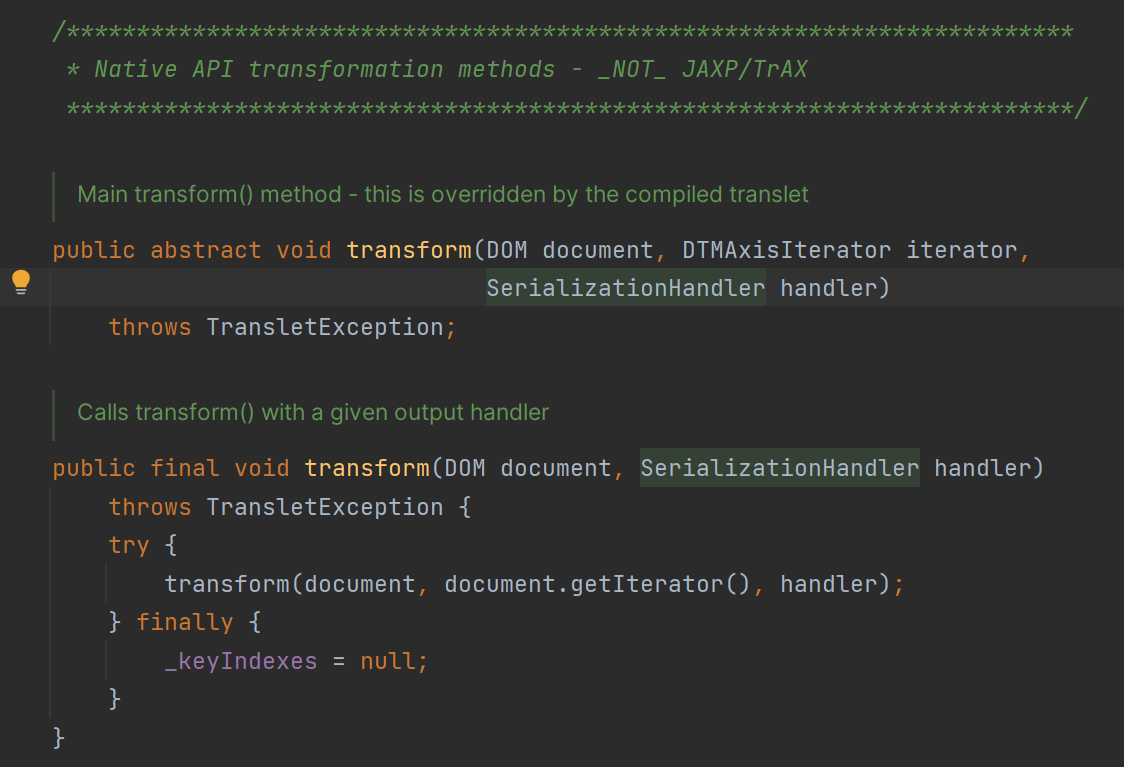 /************************************************************************
 * Native API transformation methods - _NOT_ JAXP/TrAX
 ************************************************************************/
Main transform() method - this is overridden by the compiled translet
public abstract void transform(DOM document, DTMAxisIterator iterator,
                               SerializationHandler handler)
    throws TransletException;
Calls transform() with a given output handler
public final void transform(DOM document, SerializationHandler handler)
    throws TransletException {
    try {
        transform(document, document.getIterator(), handler);
    } finally {
        _keyIndexes = null;
    }
}